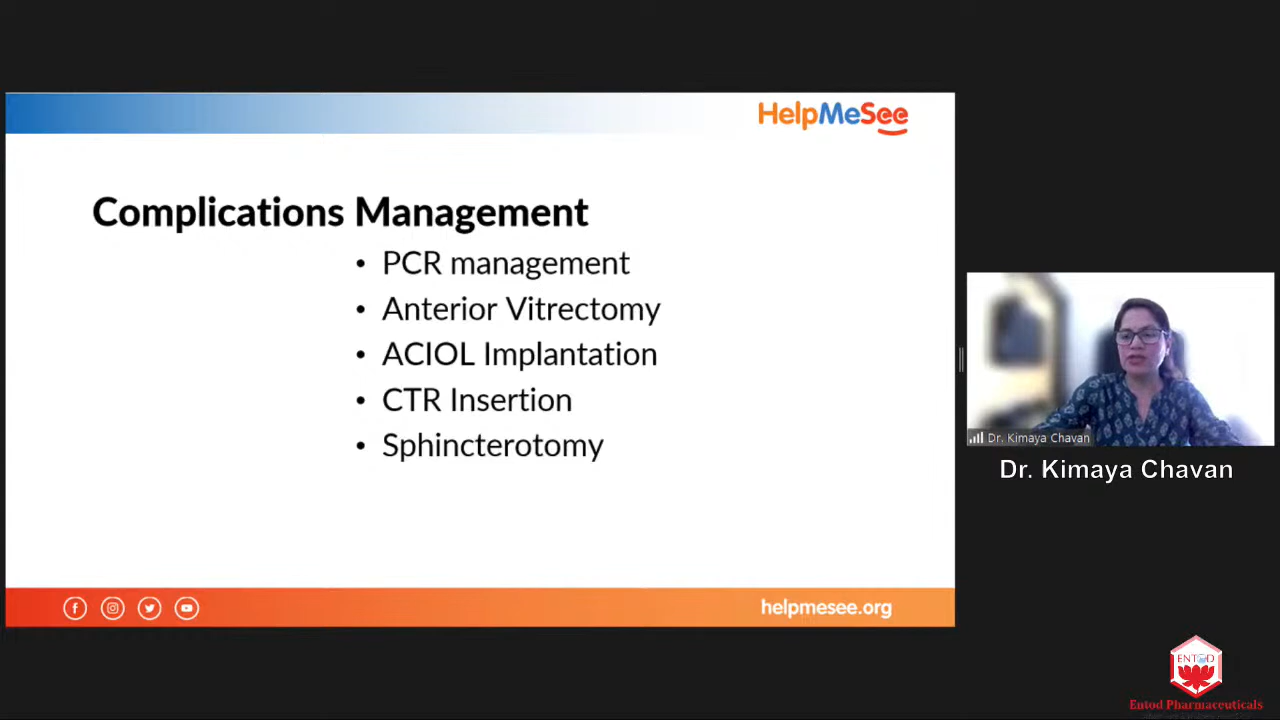 HelpMeSee
Complications Management
• PCR management
• Anterior Vitrectomy
• ACIOL Implantation
• CTR Insertion
• Sphincterotomy
helpmesee.org
Dr. Kimaya Chavan
Dr. Kimaya Chavan
ENTOD
Entod Pharmaceuticals